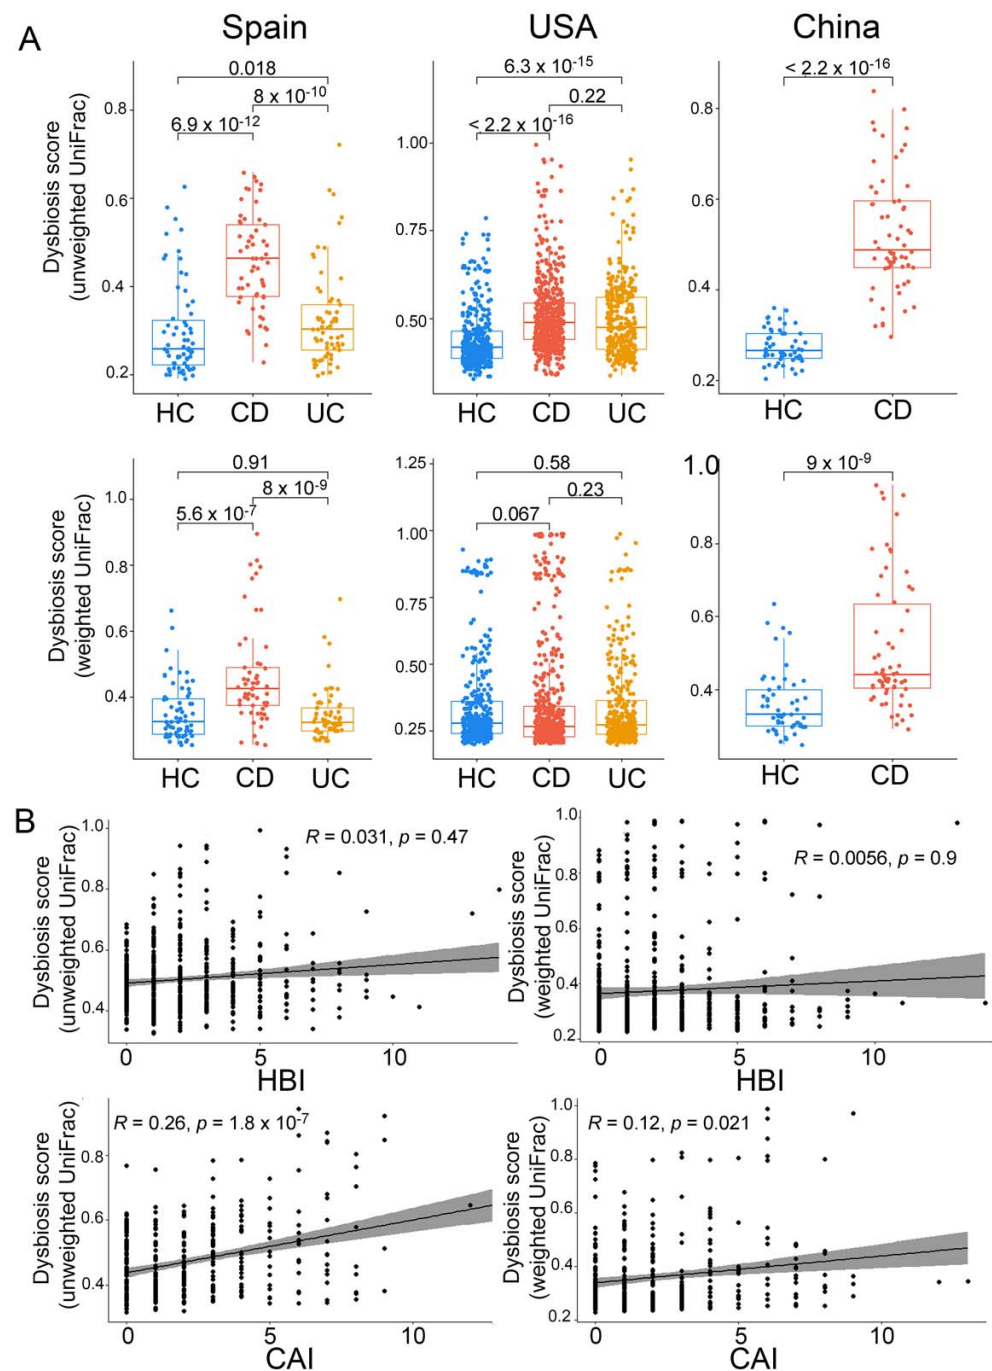 A
Spain
USA
China
Dysbiosis score
(unweighted UniFrac)
0.8
0.6
0.4
0.2
0.018
8 x 10-10
6.9 x 10-12
HC
CD
UC
1.00
0.75
0.50
6.3 x 10-15
0.22
< 2.2 x 10-16
HC
CD
UC
0.8
0.6
0.4
0.2
< 2.2 x 10-16
HC
CD
Dysbiosis score
(weighted UniFrac)
1.0
0.8
0.6
0.4
0.91
8 x 10-9
5.6 x 10-7
HC
CD
UC
1.25
1.00
0.75
0.50
0.25
0.58
0.23
0.067
HC
CD
UC
1.0
0.8
0.6
0.4
9 x 10-9
HC
CD
B
Dysbiosis score
(unweighted UniFrac)
1.0
0.8
0.6
0.4
R = 0.031, p = 0.47
0
5
10
HBI
Dysbiosis score
(weighted UniFrac)
1.0
0.8
0.6
0.4
0.2
R = 0.0056, p = 0.9
0
5
10
HBI
Dysbiosis score
(unweighted UniFrac)
0.8
0.6
0.4
R = 0.26, p = 1.8 x 10-7
0
5
10
CAI
Dysbiosis score
(weighted UniFrac)
1.0
0.8
0.6
0.4
0.2
R = 0.12, p = 0.021
0
5
10
CAI